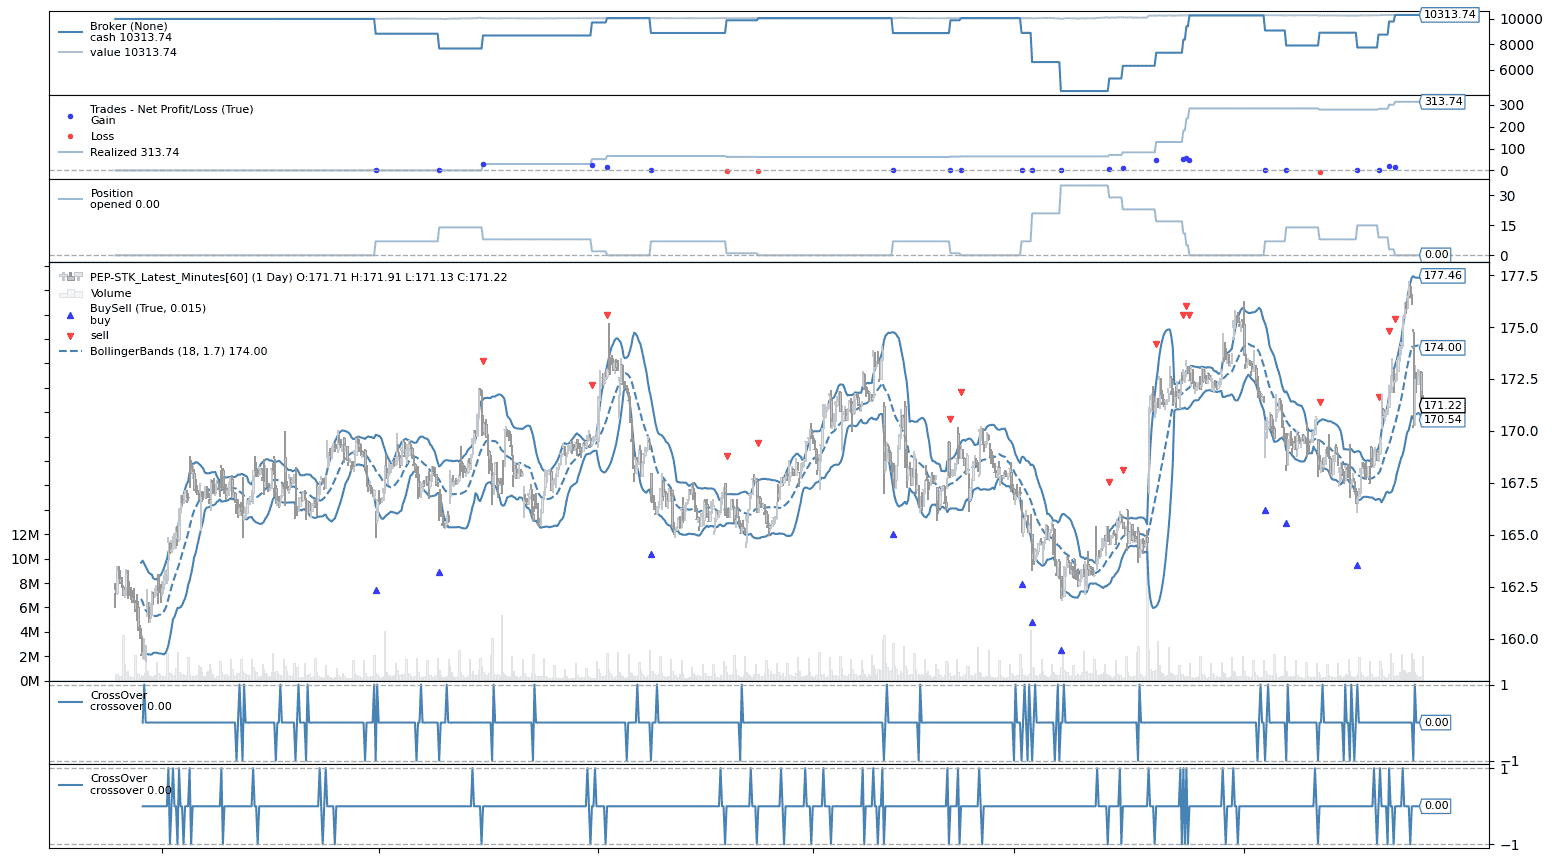 Broker (None)
cash 10313.74
value 10313.74
10313.74
10000
8000
6000
Trades - Net Profit/Loss (True)
Gain
Loss
Realized 313.74
313.74
300
200
100
0
Position
opened 0.00
30
15
0
0.00
PEP-STK_Latest_Minutes[60] (1 Day) O:171.71 H:171.91 L:171.13 C:171.22
Volume
BuySell (True, 0.015)
buy
sell
BollingerBands (18, 1.7) 174.00
177.46
174.00
171.22
170.54
177.5
175.0
172.5
170.0
167.5
165.0
162.5
160.0
12M
10M
8M
6M
4M
2M
0M
CrossOver
crossover 0.00
0.00
1
−1
CrossOver
crossover 0.00
0.00
1
−1